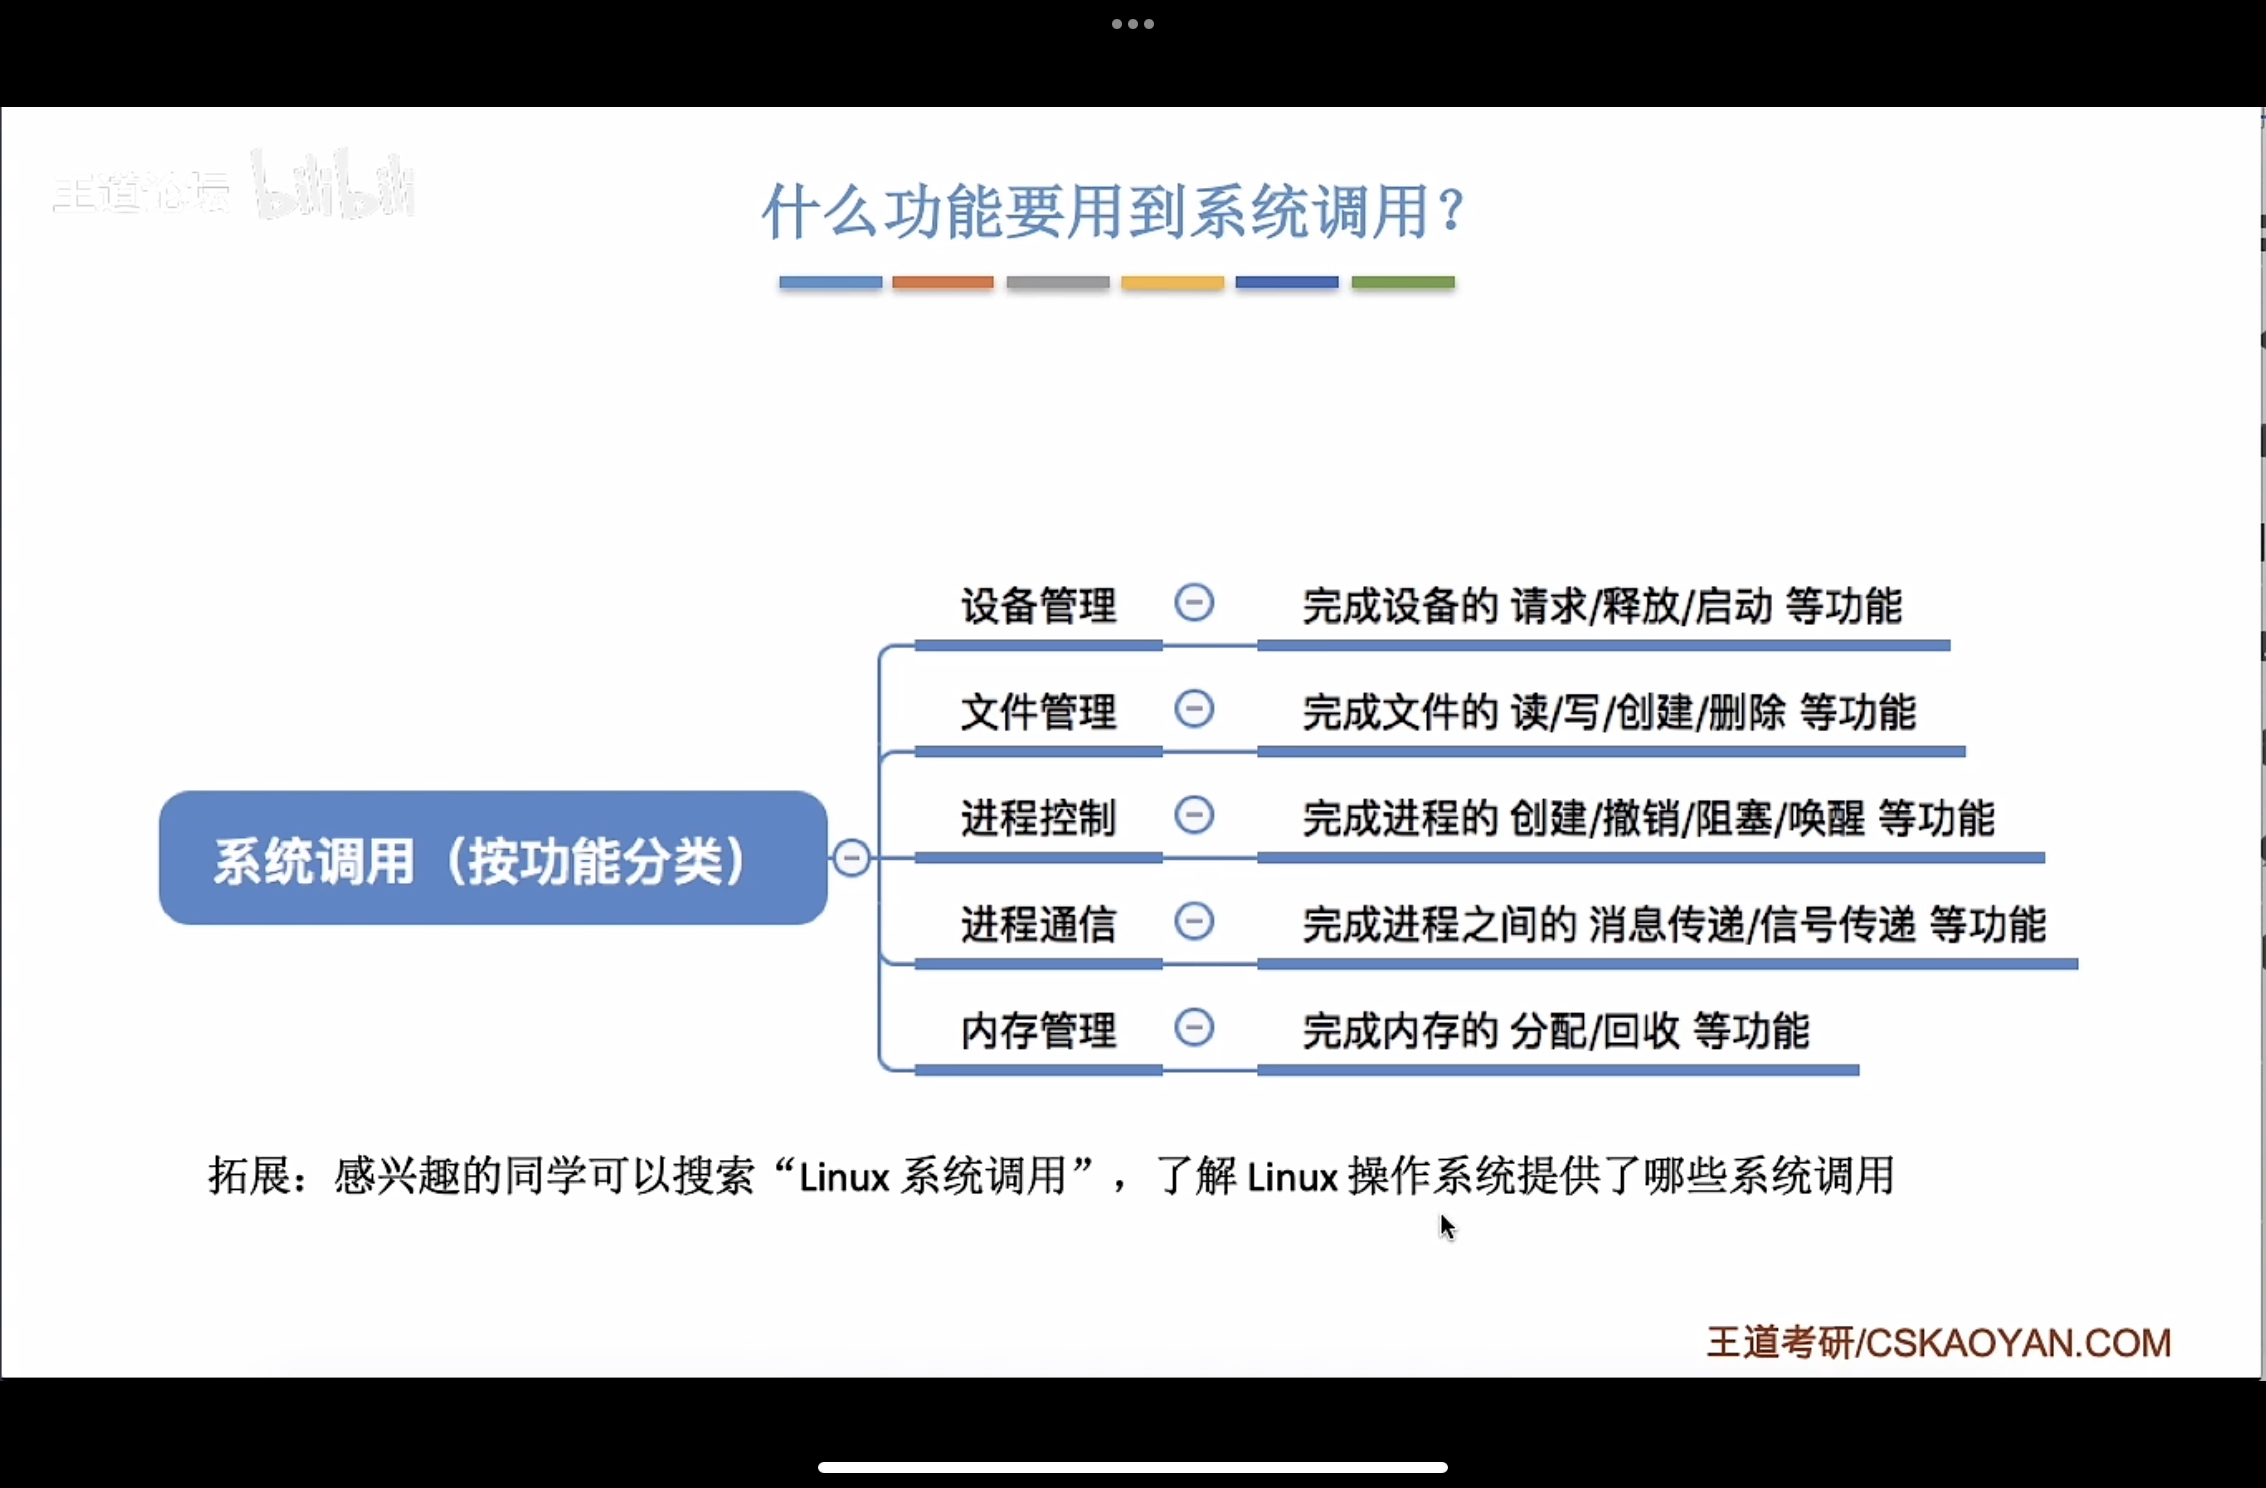 王道论坛 bilibili
什么功能要用到系统调用？
设备管理 完成设备的 请求/释放/启动 等功能
文件管理 完成文件的 读/写/创建/删除 等功能
进程控制 完成进程的 创建/撤销/阻塞/唤醒 等功能
系统调用（按功能分类）
进程通信 完成进程之间的 消息传递/信号传递 等功能
内存管理 完成内存的 分配/回收 等功能
拓展：感兴趣的同学可以搜索“Linux 系统调用”，了解 Linux 操作系统提供了哪些系统调用
王道考研/CSKAOYAN.COM